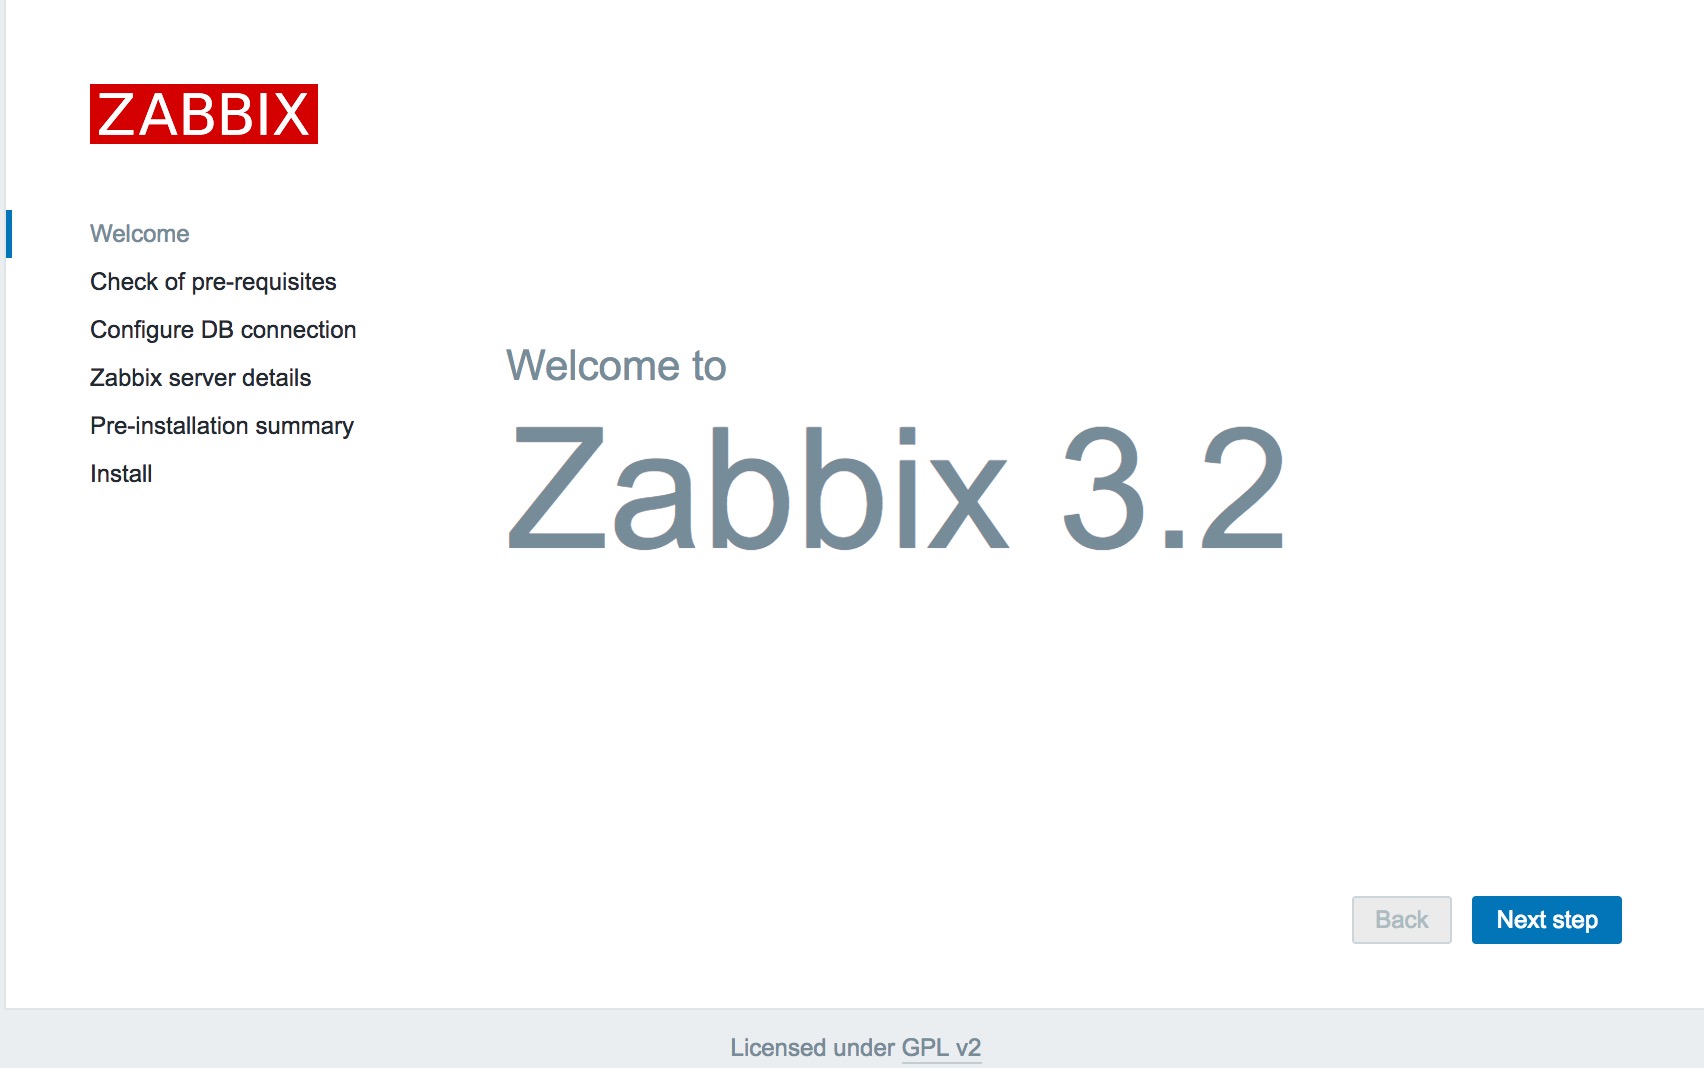 ZABBIX
Welcome
Check of pre-requisites
Configure DB connection
Zabbix server details
Pre-installation summary
Install
Welcome to
Zabbix 3.2
Back
Next step
Licensed under GPL v2